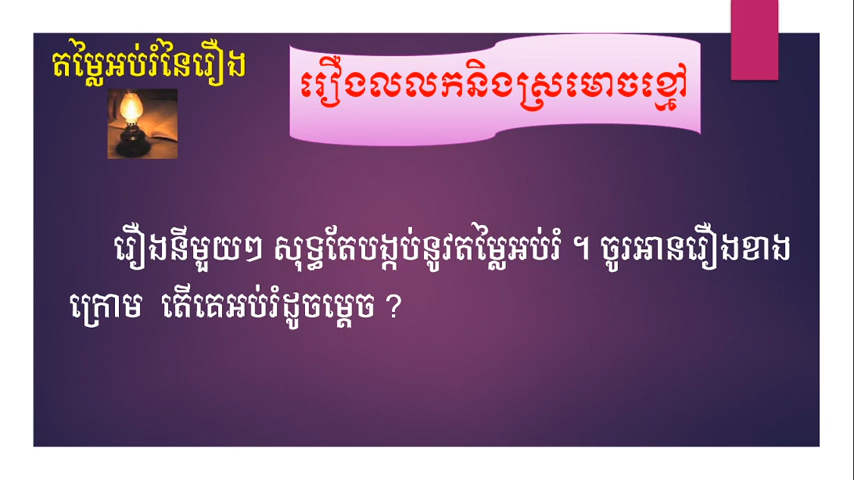 តម្លៃអប់រំនៃរឿង
រឿងលលកនិងស្រមោចខ្មៅ
រឿងនីមួយៗ សុទ្ធតែបង្កប់នូវតម្លៃអប់រំ ។ ចូរអានរឿងខាង
ក្រោម តើគេអប់រំដូចម្ដេច ?